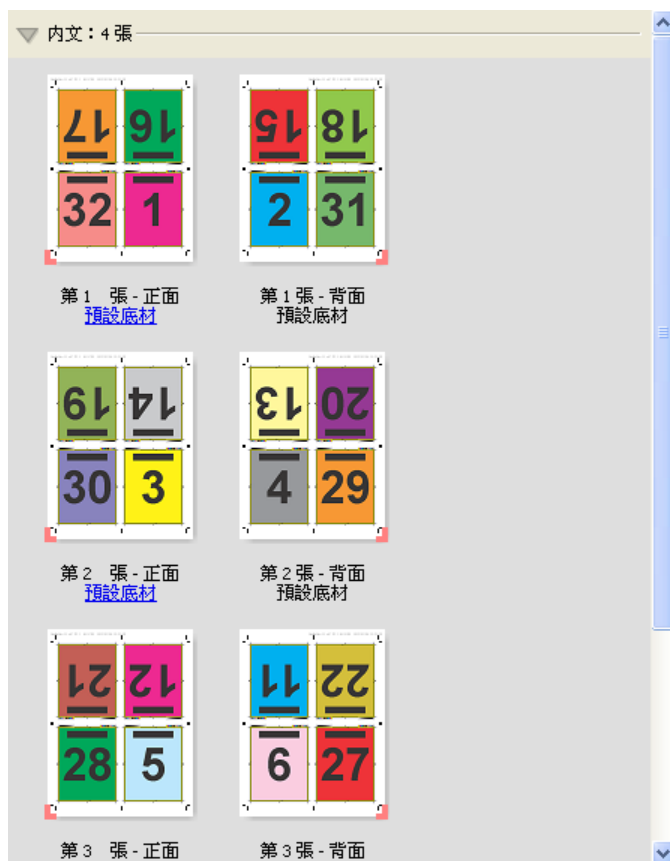 内文：4 張
17 16
32 1
15 18
2 31
第 1 張 - 正面
預設底材
第 1 張 - 背面
預設底材
19 14
30 3
13 20
4 29
第 2 張 - 正面
預設底材
第 2 張 - 背面
預設底材
21 12
28 5
11 22
6 27
第 3 張 - 正面
第 3 張 - 背面